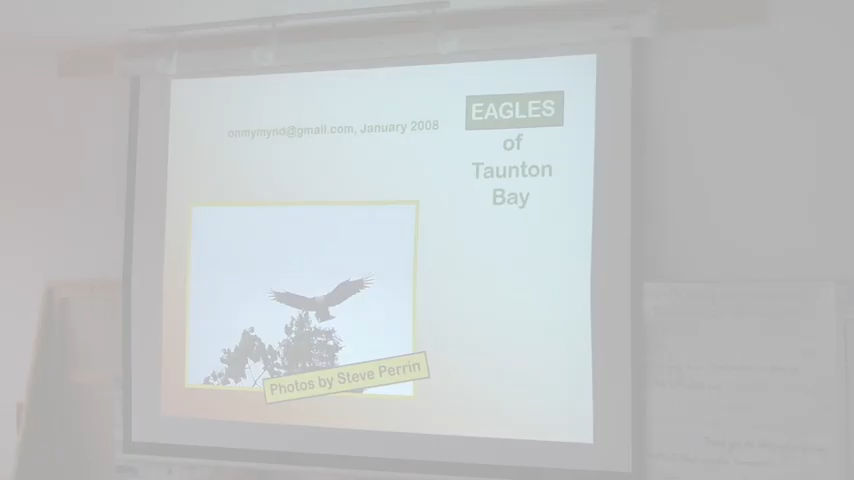 onmymynd@gmail.com, January 2008
EAGLES
of
Taunton
Bay
Photos by Steve Perrin